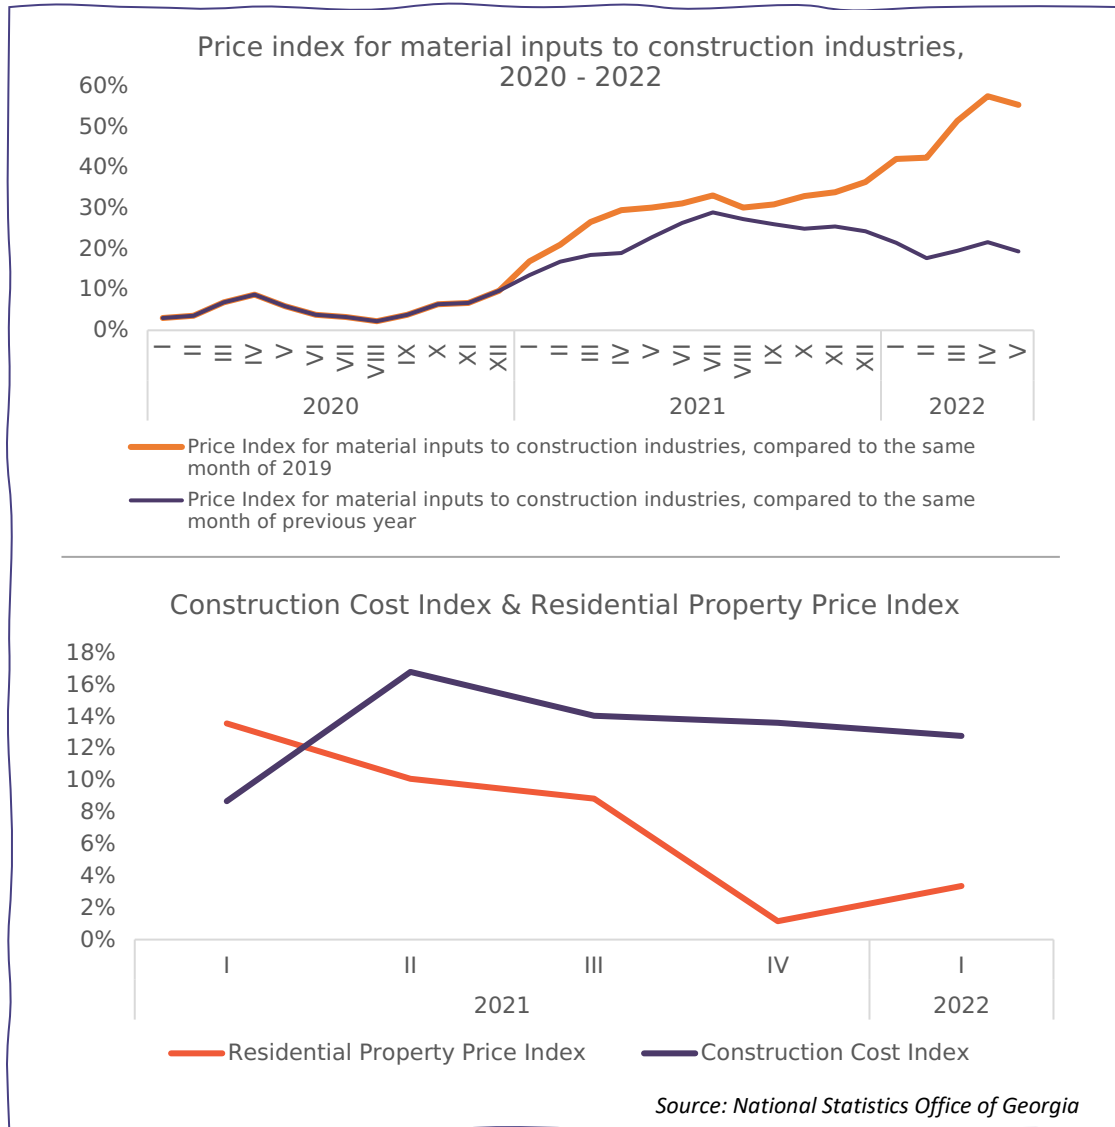 Price index for material inputs to construction industries,
2020 - 2022
60%
50%
40%
30%
20%
10%
0%
I II III IV V VI VII VIII IX X XI XII I II III IV V VI VII VIII IX X XI XII I II III IV V
2020 2021 2022
Price Index for material inputs to construction industries, compared to the same
month of 2019
Price Index for material inputs to construction industries, compared to the same
month of previous year
Construction Cost Index & Residential Property Price Index
18%
16%
14%
12%
10%
8%
6%
4%
2%
0%
I II III IV I
2021 2022
Residential Property Price Index Construction Cost Index
Source: National Statistics Office of Georgia